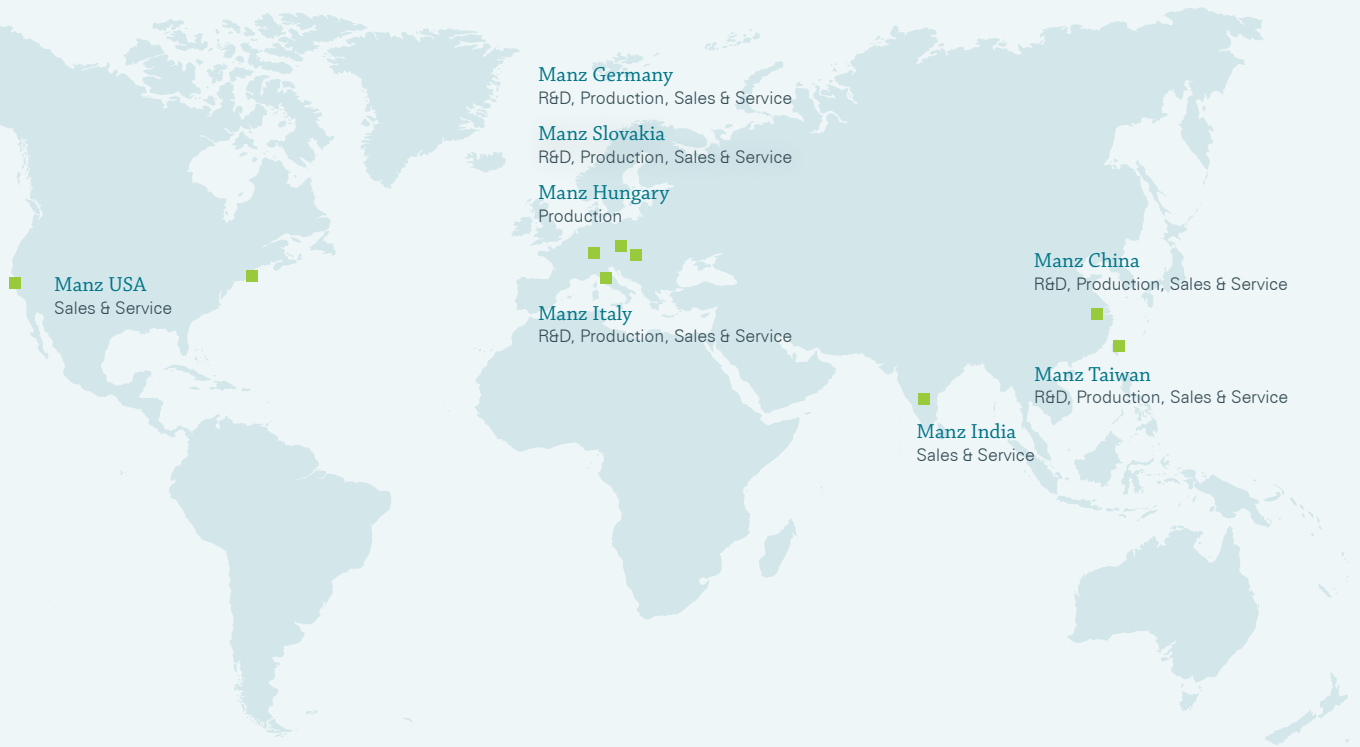 Manz Germany
R&D, Production, Sales & Service
Manz Slovakia
R&D, Production, Sales & Service
Manz Hungary
Production
Manz USA
Sales & Service
Manz Italy
R&D, Production, Sales & Service
Manz China
R&D, Production, Sales & Service
Manz Taiwan
R&D, Production, Sales & Service
Manz India
Sales & Service